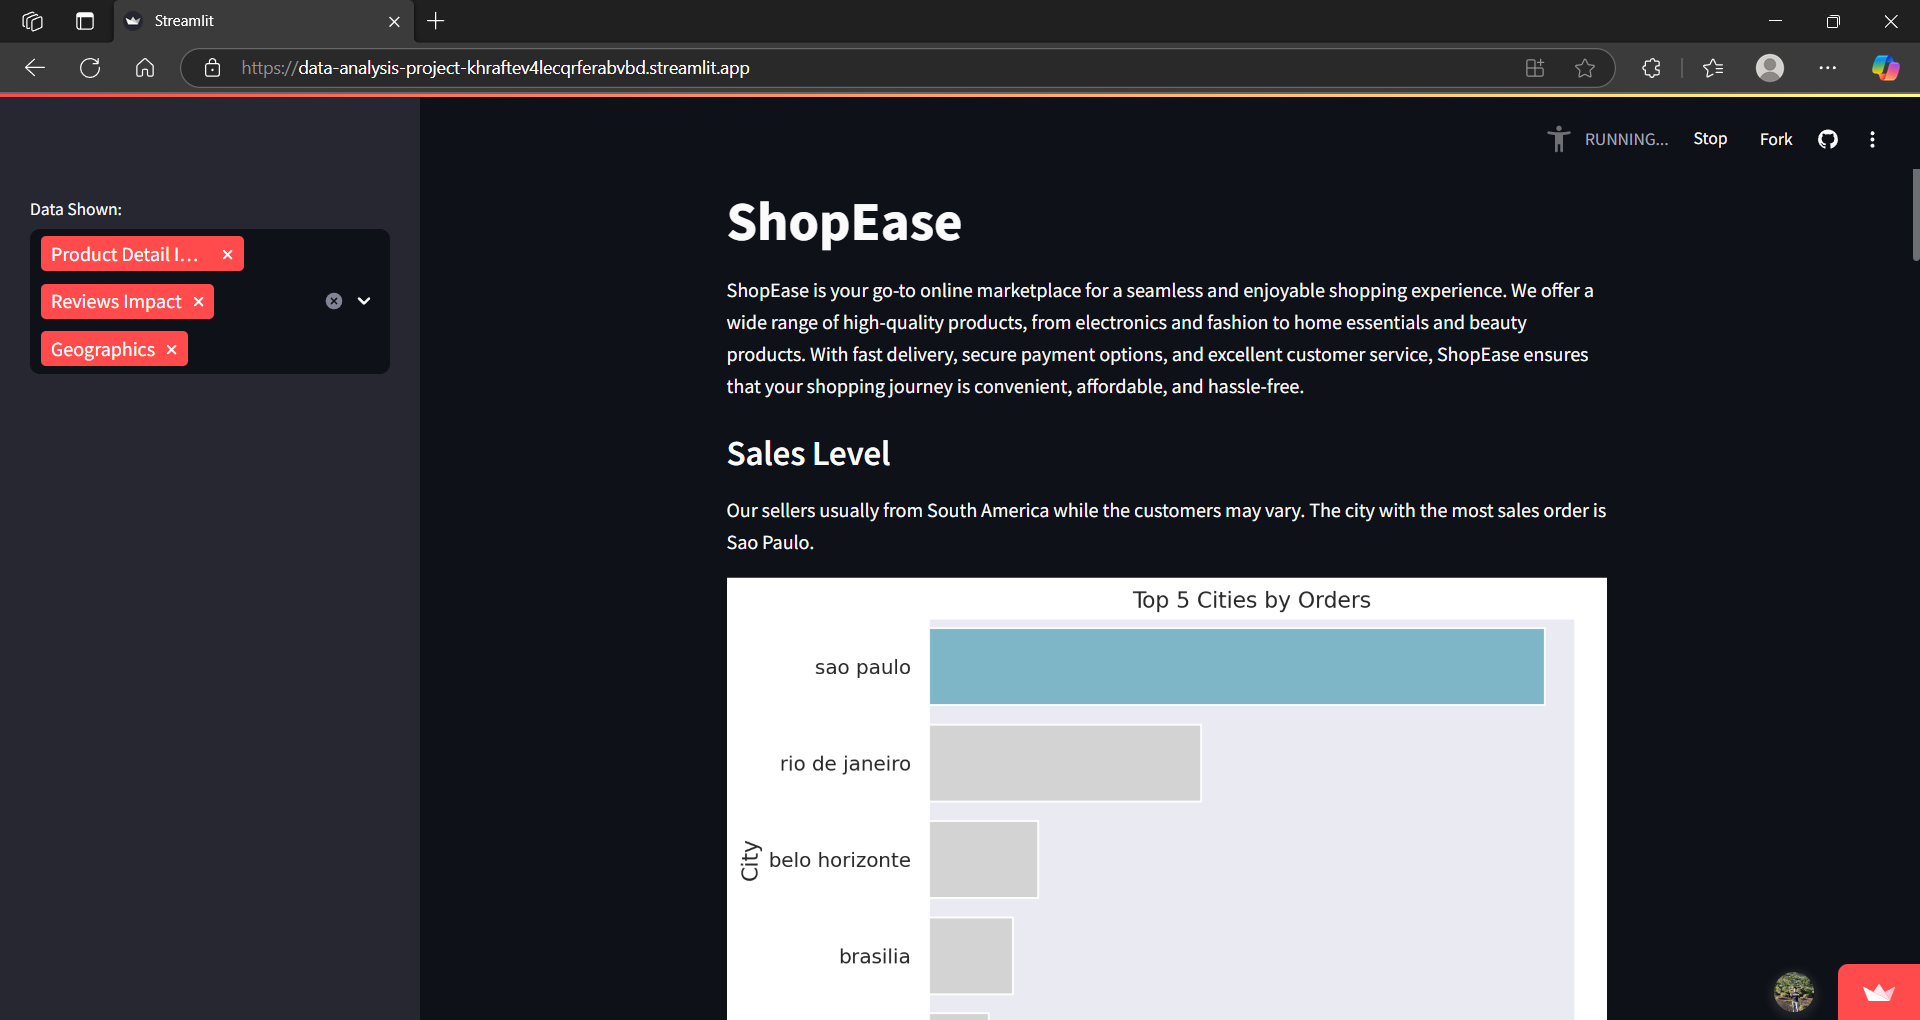 Streamlit
https://data-analysis-project-khraftev4lecqrferabvbd.streamlit.app
RUNNING...
Stop
Fork
Data Shown:
Product Detail I...
Reviews Impact
Geographics
ShopEase
ShopEase is your go-to online marketplace for a seamless and enjoyable shopping experience. We offer a
wide range of high-quality products, from electronics and fashion to home essentials and beauty
products. With fast delivery, secure payment options, and excellent customer service, ShopEase ensures
that your shopping journey is convenient, affordable, and hassle-free.
Sales Level
Our sellers usually from South America while the customers may vary. The city with the most sales order is
Sao Paulo.
Top 5 Cities by Orders
sao paulo
rio de janeiro
City
belo horizonte
brasilia